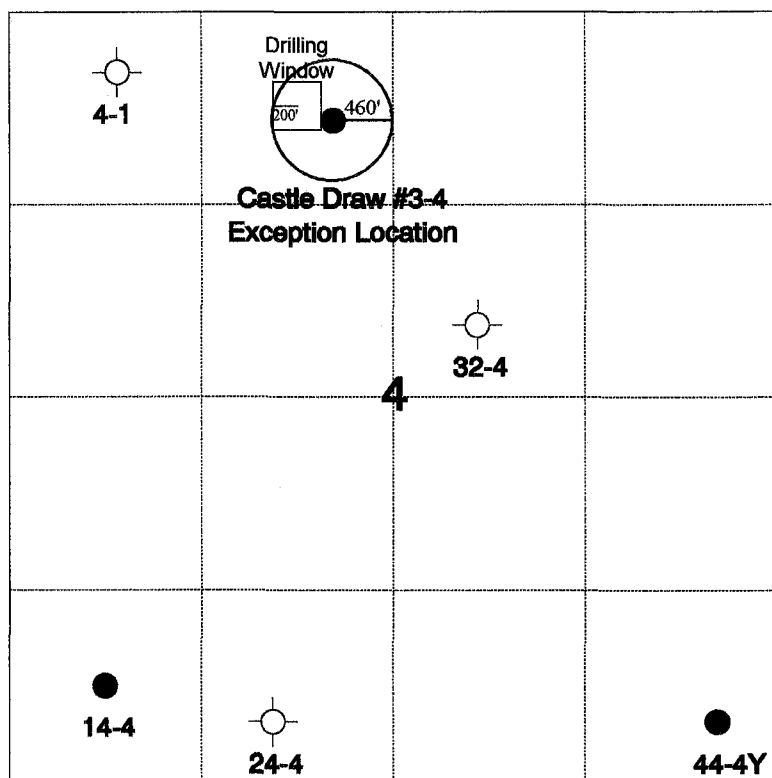 Drilling
Window
4-1
200'
460'
Castle Draw #3-4
Exception Location
32-4
4
14-4
24-4
44-4Y